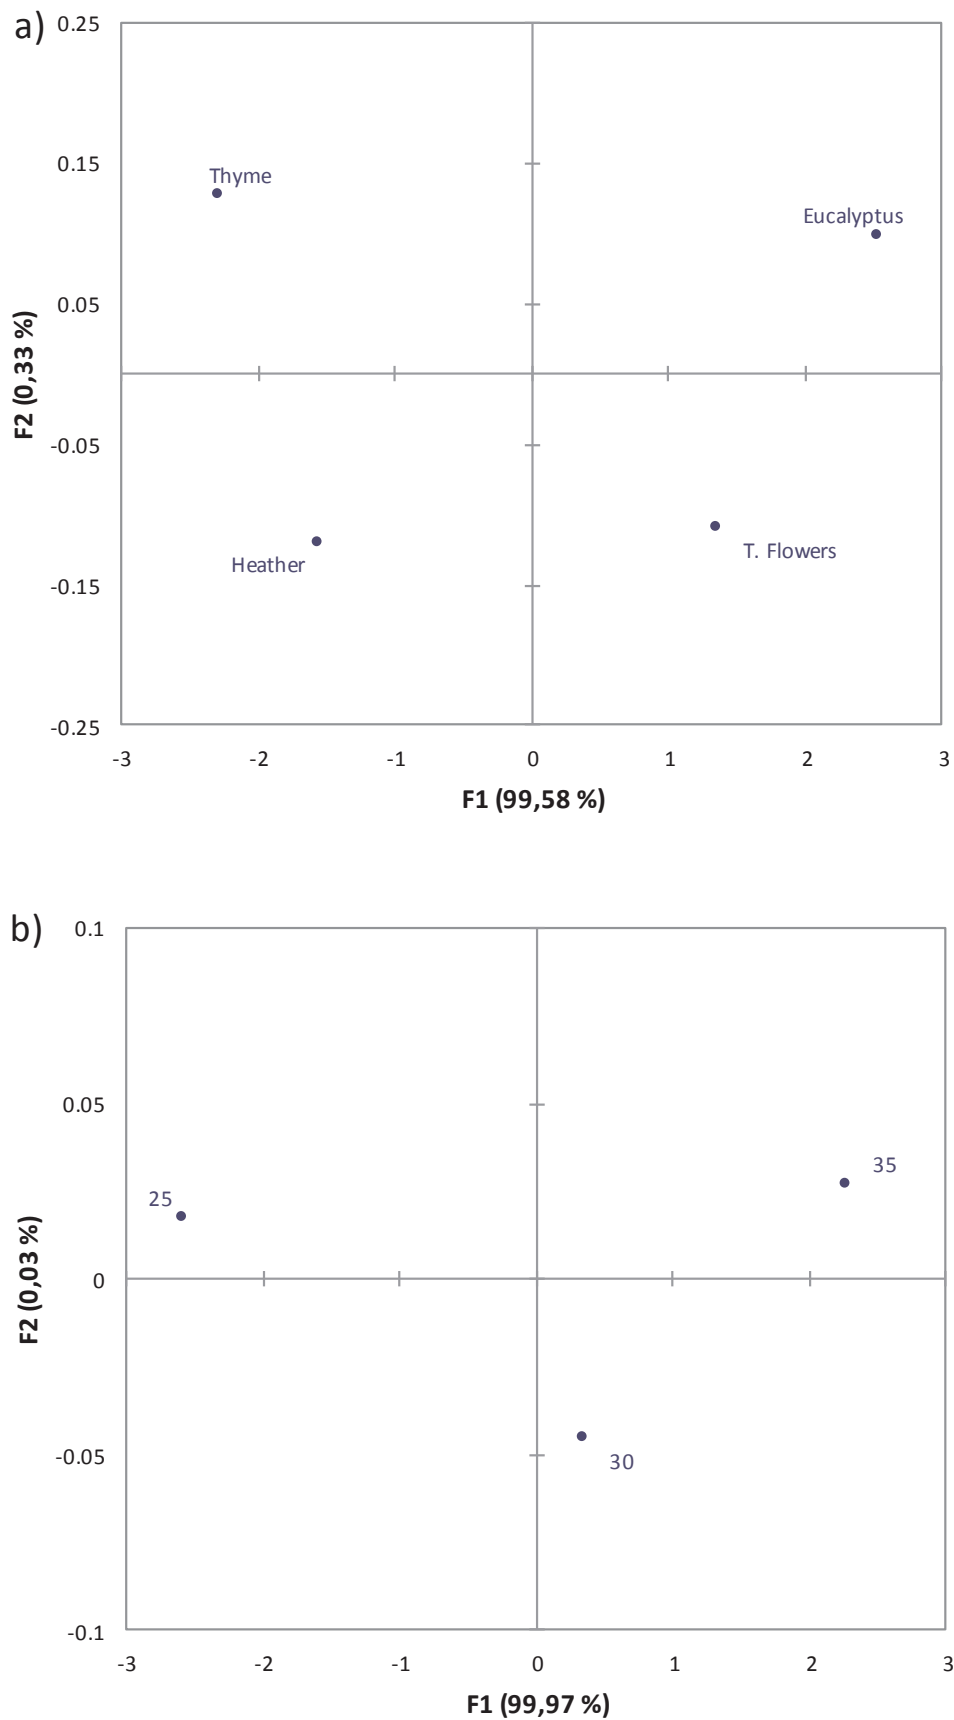 a)
0.25
0.15
0.05
-0.05
-0.15
-0.25
F2 (0,33 %)
Thyme
Eucalyptus
Heather
T. Flowers
-3 -2 -1 0 1 2 3
F1 (99,58 %)
b)
0.1
0.05
0
-0.05
-0.1
F2 (0,03 %)
35
25
30
-3 -2 -1 0 1 2 3
F1 (99,97 %)